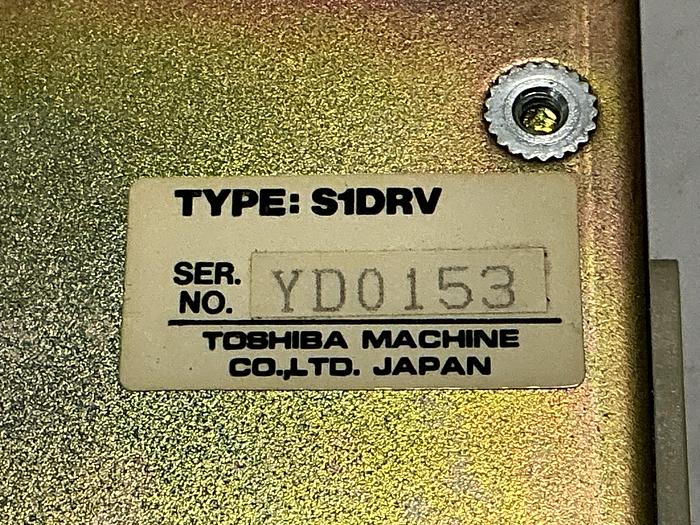 TYPE: S1DRV
SER. NO. YD0153
TOSHIBA MACHINE
CO.,LTD. JAPAN